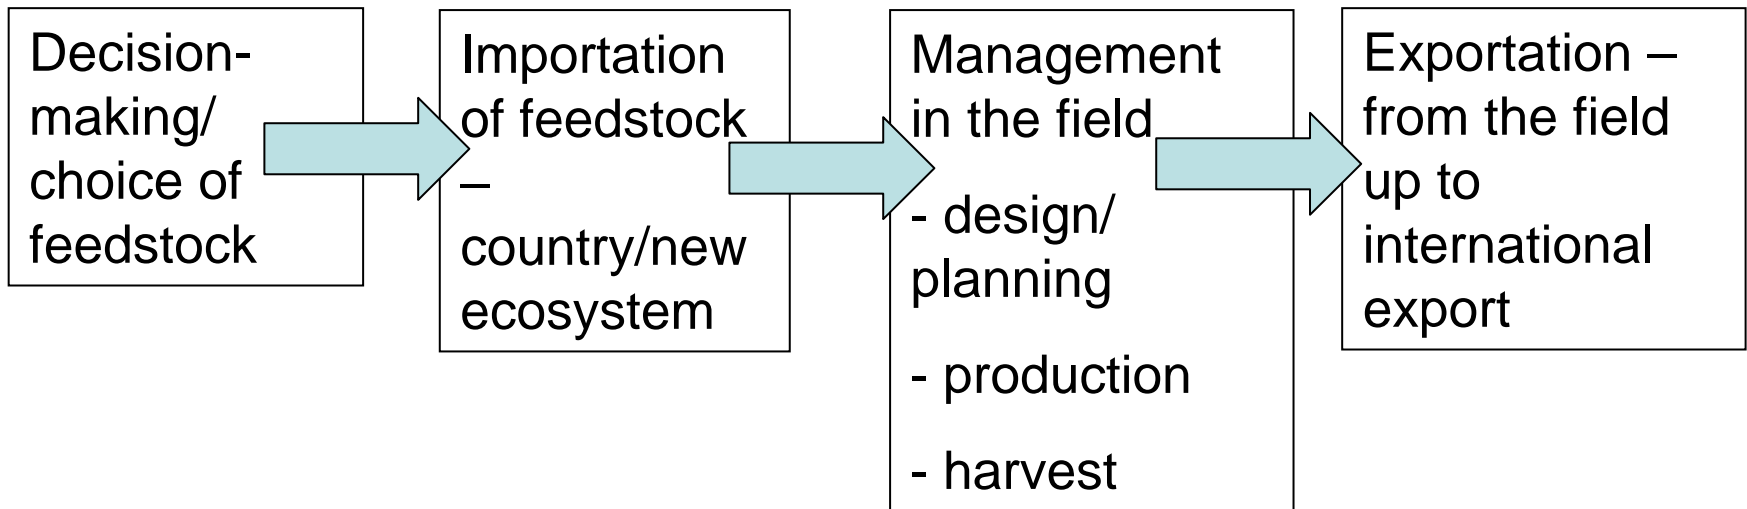 Decision-
making/
choice of
feedstock
Importation
of feedstock
–
country/new
ecosystem
Management
in the field
- design/
planning
- production
- harvest
Exportation –
from the field
up to
international
export